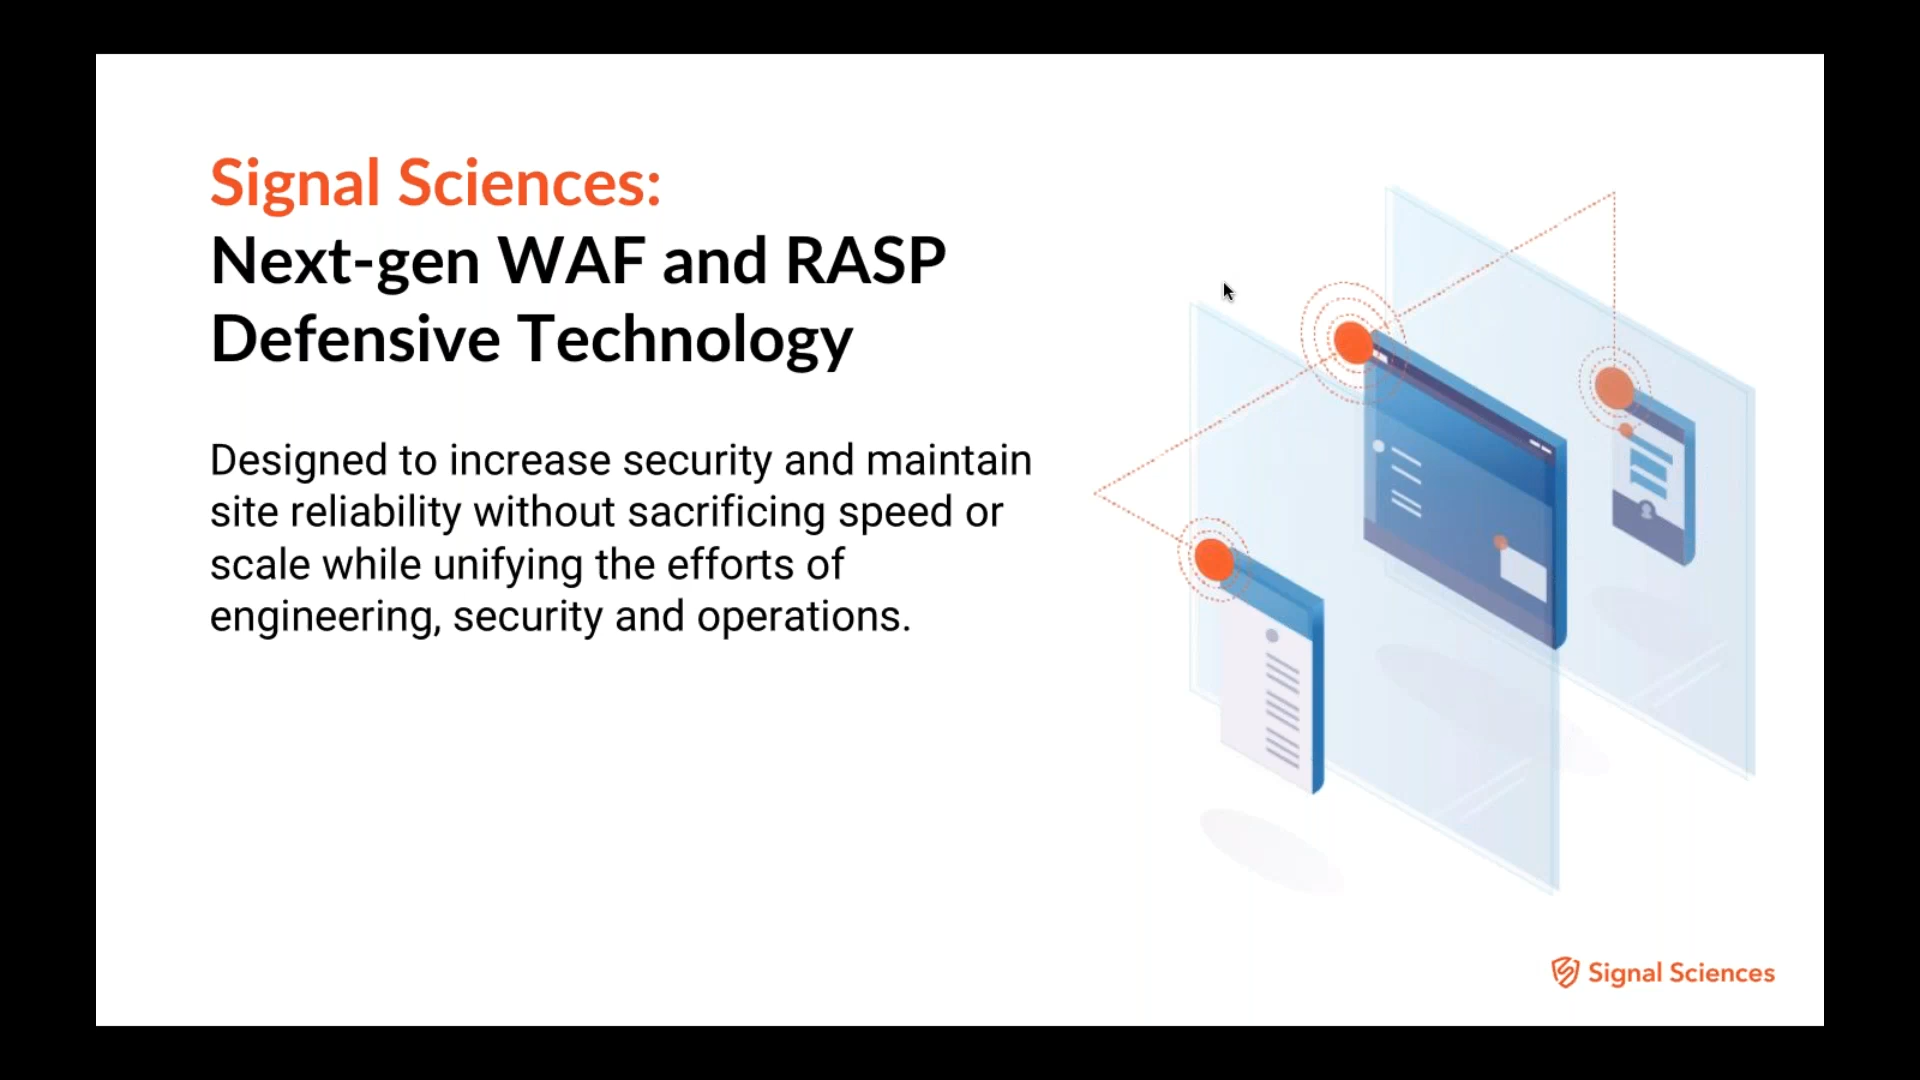 Signal Sciences:
Next-gen WAF and RASP
Defensive Technology
Designed to increase security and maintain
site reliability without sacrificing speed or
scale while unifying the efforts of
engineering, security and operations.
Signal Sciences